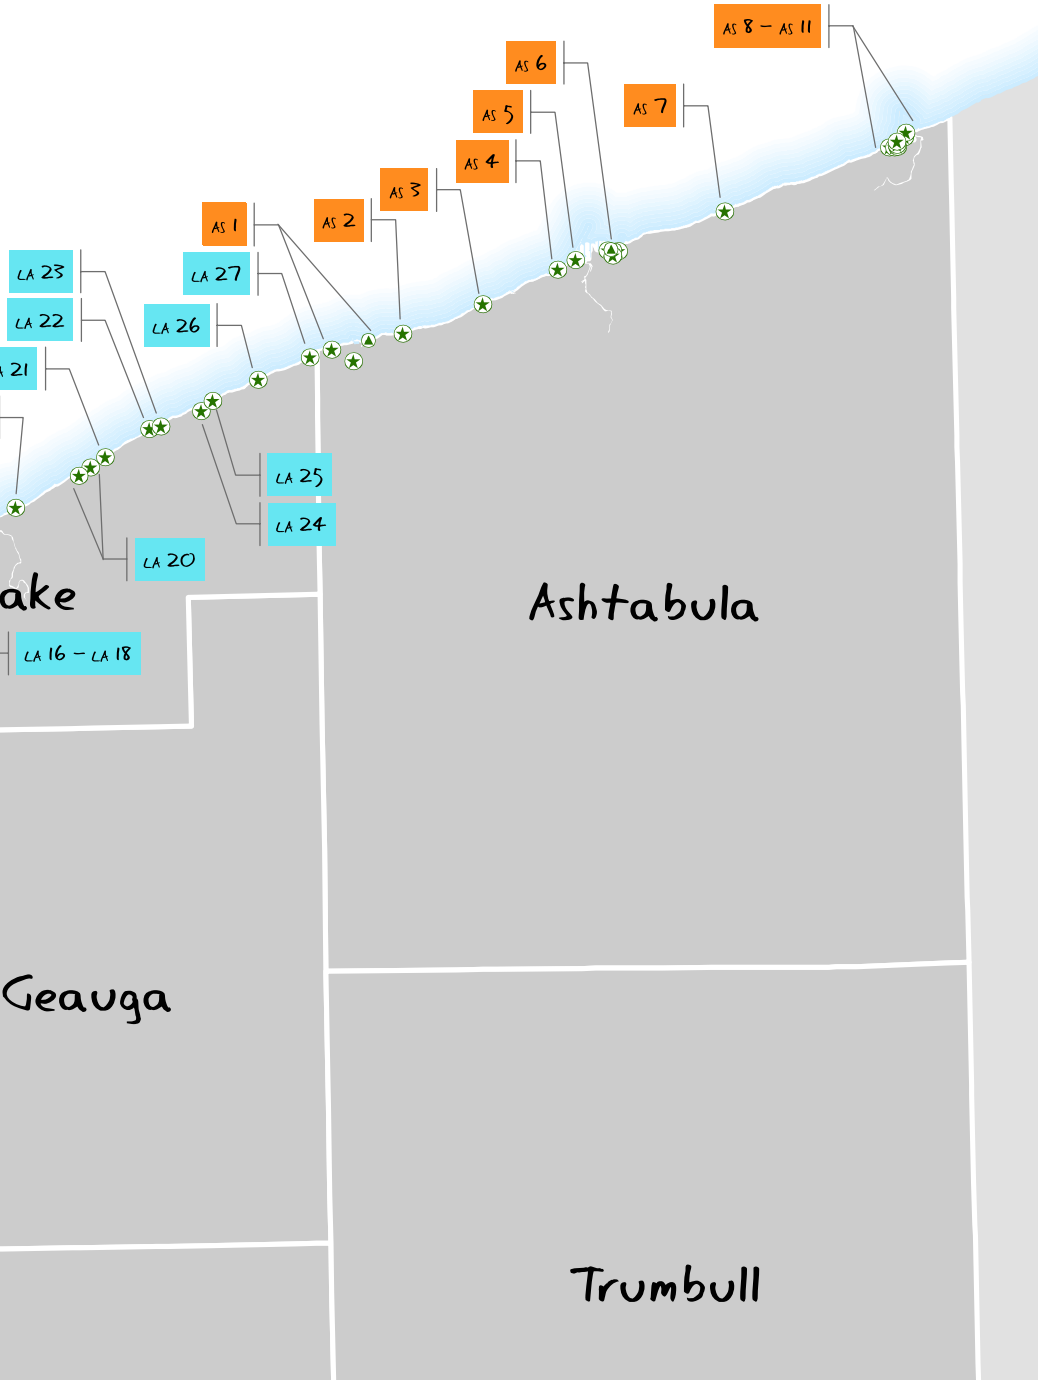 AS 8 – AS 11
AS 6
AS 7
AS 5
AS 4
AS 3
AS 2
AS 1
LA 23
LA 27
LA 22
LA 26
21
LA 25
LA 24
LA 20
ake
Ashtabula
LA 16 – LA 18
Geauga
Trumbull